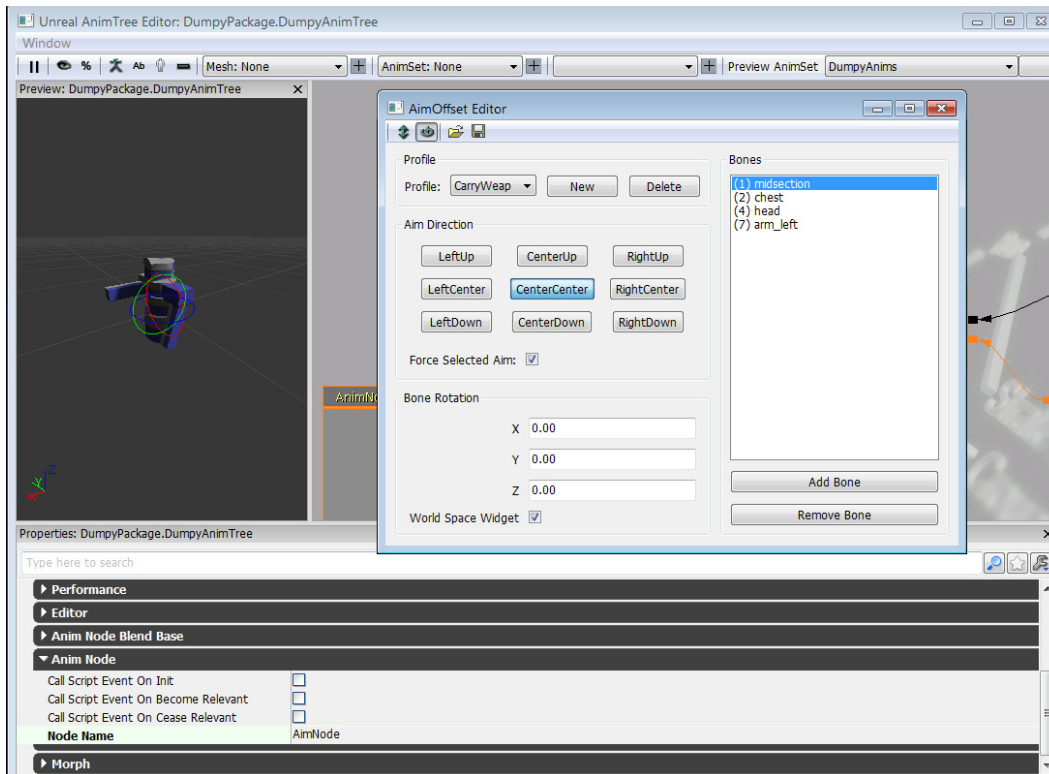 Unreal AnimTree Editor: DumpyPackage.DumpyAnimTree
Window
% Ab Mesh: None AnimSet: None Preview AnimSet DumpyAnims
Preview: DumpyPackage.DumpyAnimTree X
AimOffset Editor
Profile
Profile: CarryWeap New Delete
Aim Direction
LeftUp CenterUp RightUp
LeftCenter CenterCenter RightCenter
LeftDown CenterDown RightDown
Force Selected Aim:
Bone Rotation
X 0.00
Y 0.00
Z 0.00
World Space Widget
Bones
(1) midsection
(2) chest
(4) head
(7) arm_left
Add Bone
Remove Bone
AnimNo
Z
Y
X
Properties: DumpyPackage.DumpyAnimTree
Type here to search
Performance
Editor
Anim Node Blend Base
Anim Node
Call Script Event On Init
Call Script Event On Become Relevant
Call Script Event On Cease Relevant
Node Name AimNode
Morph